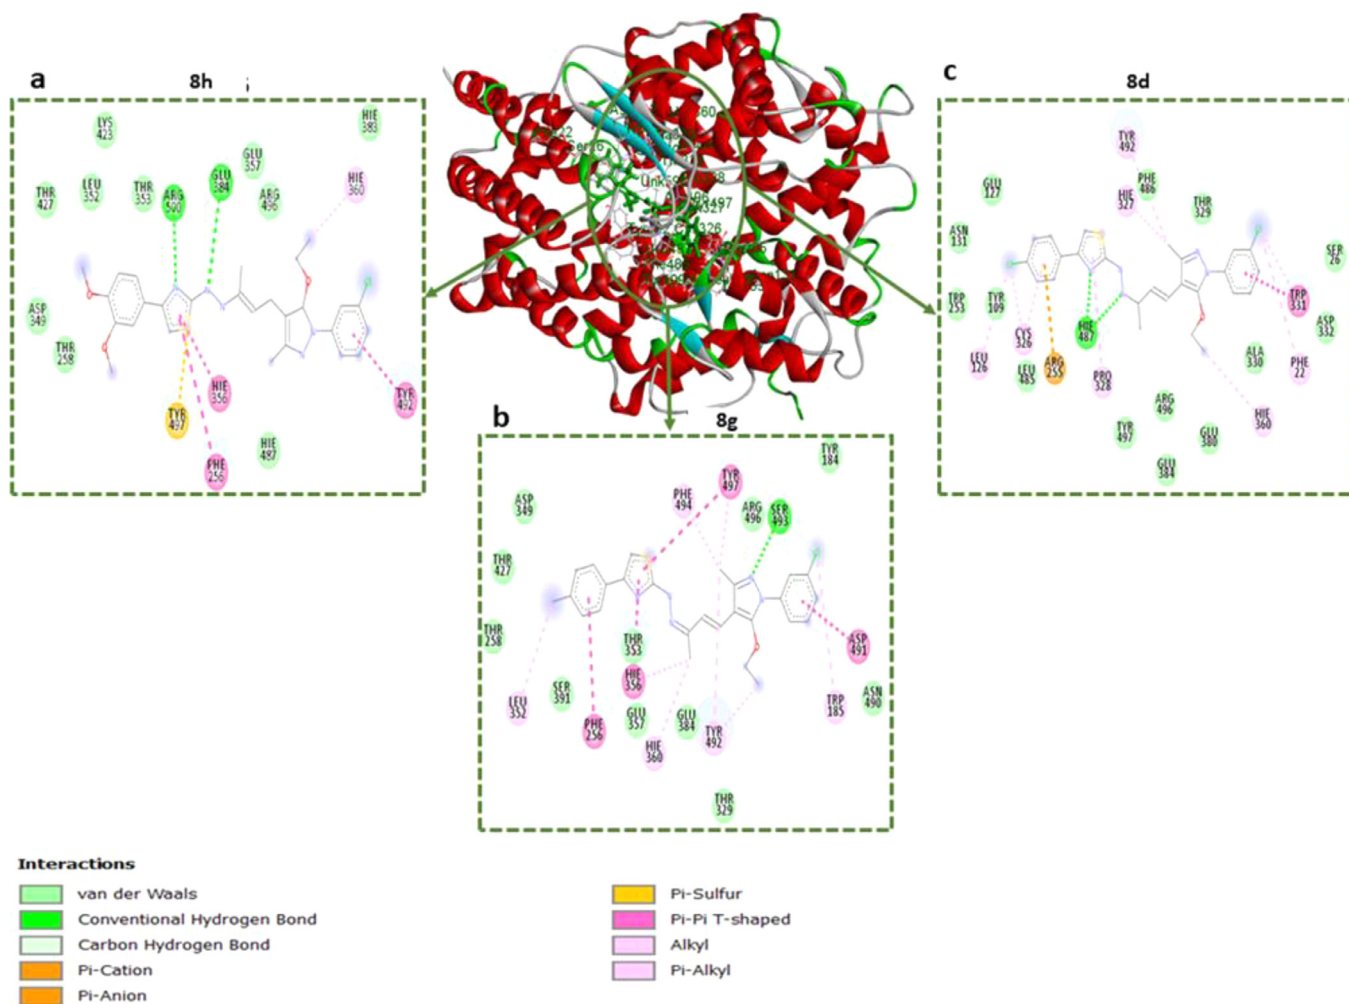 a
8h
LYS
423
HIE
383
GLU
357
THR
427
LEU
352
THR
353
ARG
500
GLU
384
ARG
496
HIE
360
ASP
349
THR
258
TYR
497
HIE
356
PHE
256
HIE
487
TYR
492
c
8d
TYR
492
GLU
127
HIE
327
PHE
486
THR
329
ASN
131
SER
26
TRP
253
TYR
109
CYS
326
HIE
487
TRP
331
ASP
332
LEU
126
LEU
485
ARG
255
PRO
328
ALA
330
PHE
22
TYR
497
ARG
496
GLU
380
HIE
360
GLU
384
b
8g
TYR
184
ASP
349
PHE
494
TYR
497
ARG
496
SER
493
THR
427
THR
258
THR
353
HIE
356
ASP
491
LEU
352
SER
391
PHE
256
GLU
357
HIE
360
GLU
384
TYR
492
TRP
185
ASN
490
THR
329
Interactions
van der Waals
Conventional Hydrogen Bond
Carbon Hydrogen Bond
Pi-Cation
Pi-Anion
Pi-Sulfur
Pi-Pi T-shaped
Alkyl
Pi-Alkyl